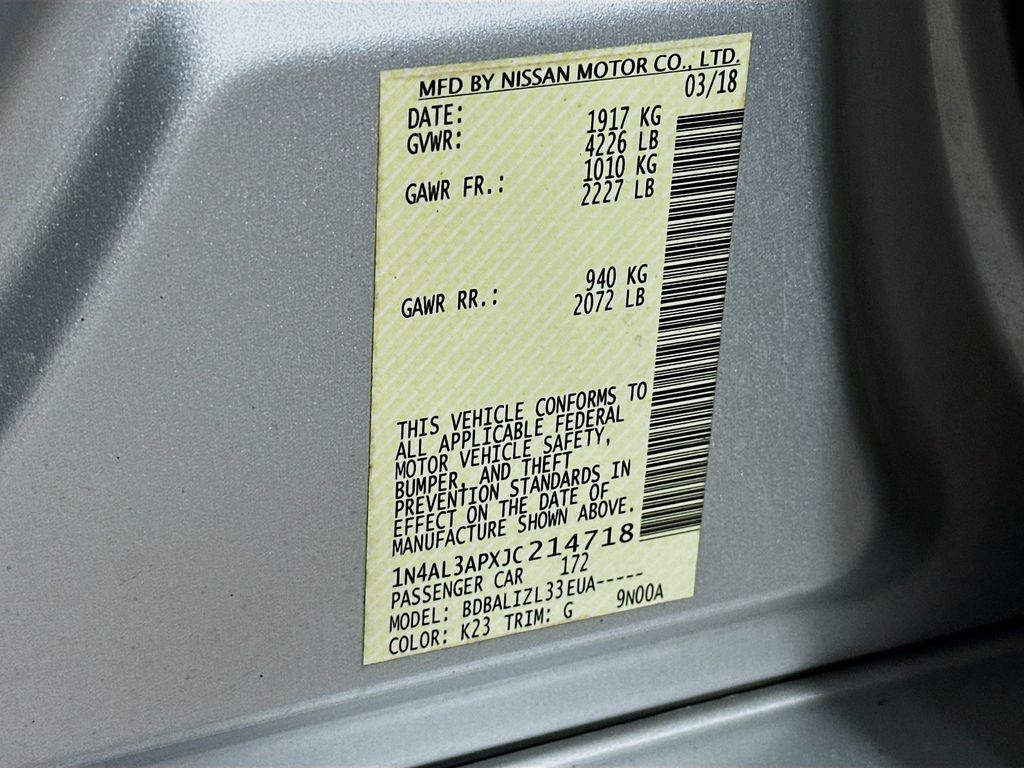 MFD BY NISSAN MOTOR CO., LTD.
DATE: 03/18
GVWR: 1917 KG
4226 LB
GAWR FR.: 1010 KG
2227 LB
GAWR RR.: 940 KG
2072 LB
THIS VEHICLE CONFORMS TO
ALL APPLICABLE FEDERAL
MOTOR VEHICLE SAFETY,
BUMPER, AND THEFT
PREVENTION STANDARDS IN
EFFECT ON THE DATE OF
MANUFACTURE SHOWN ABOVE.
1N4AL3APXJC214718
PASSENGER CAR 172
MODEL: BDBALIZL33EUA-----
COLOR: K23 TRIM: G 9N00A